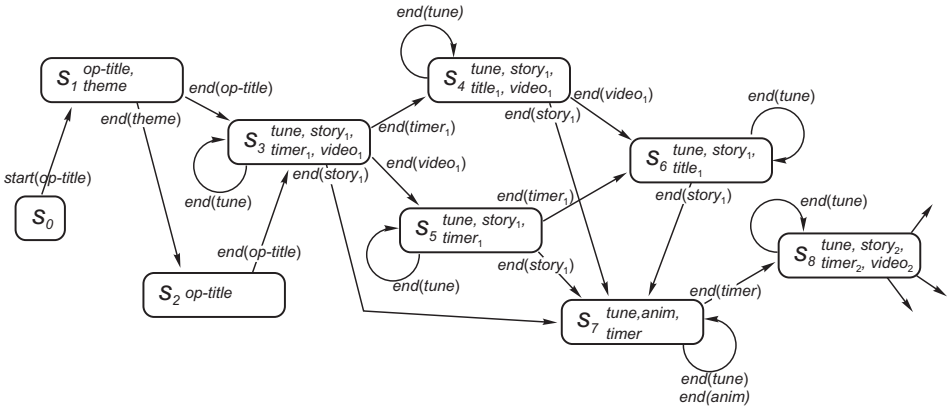 end(tune)
S1 op-title,
theme
end(op-title)
end(theme)
start(op-title)
S0
S2 op-title
end(op-title)
S3 tune, story1,
timer1, video1
end(tune)
end(story1)
end(timer1)
end(video1)
S4 tune, story1,
title1, video1
end(video1)
end(story1)
S5 tune, story1,
timer1
end(tune)
end(timer1)
end(story1)
end(tune)
S6 tune, story1,
title1
end(story1)
S7 tune,anim,
timer
end(timer)
end(tune)
end(anim)
end(tune)
S8 tune, story2,
timer2, video2